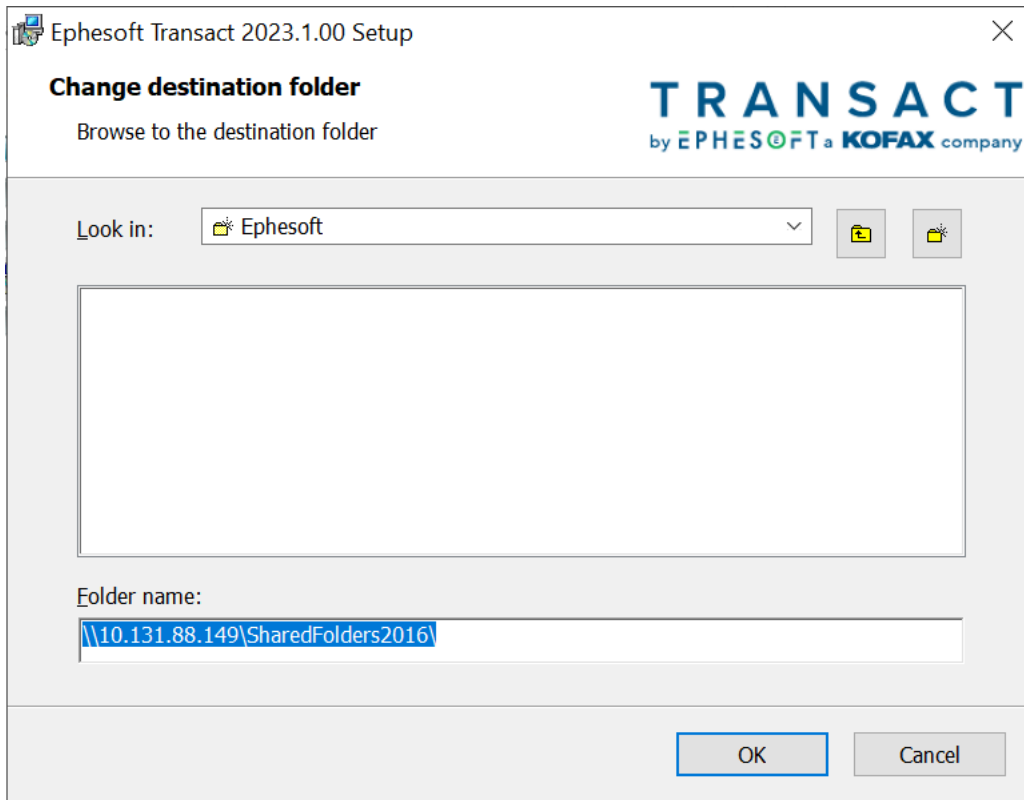 Ephesoft Transact 2023.1.00 Setup
Change destination folder
Browse to the destination folder
TRANSACT
by EPHESOFT a KOFAX company
Look in:
Ephesoft
Folder name:
\\10.131.88.149\SharedFolders2016\
OK
Cancel